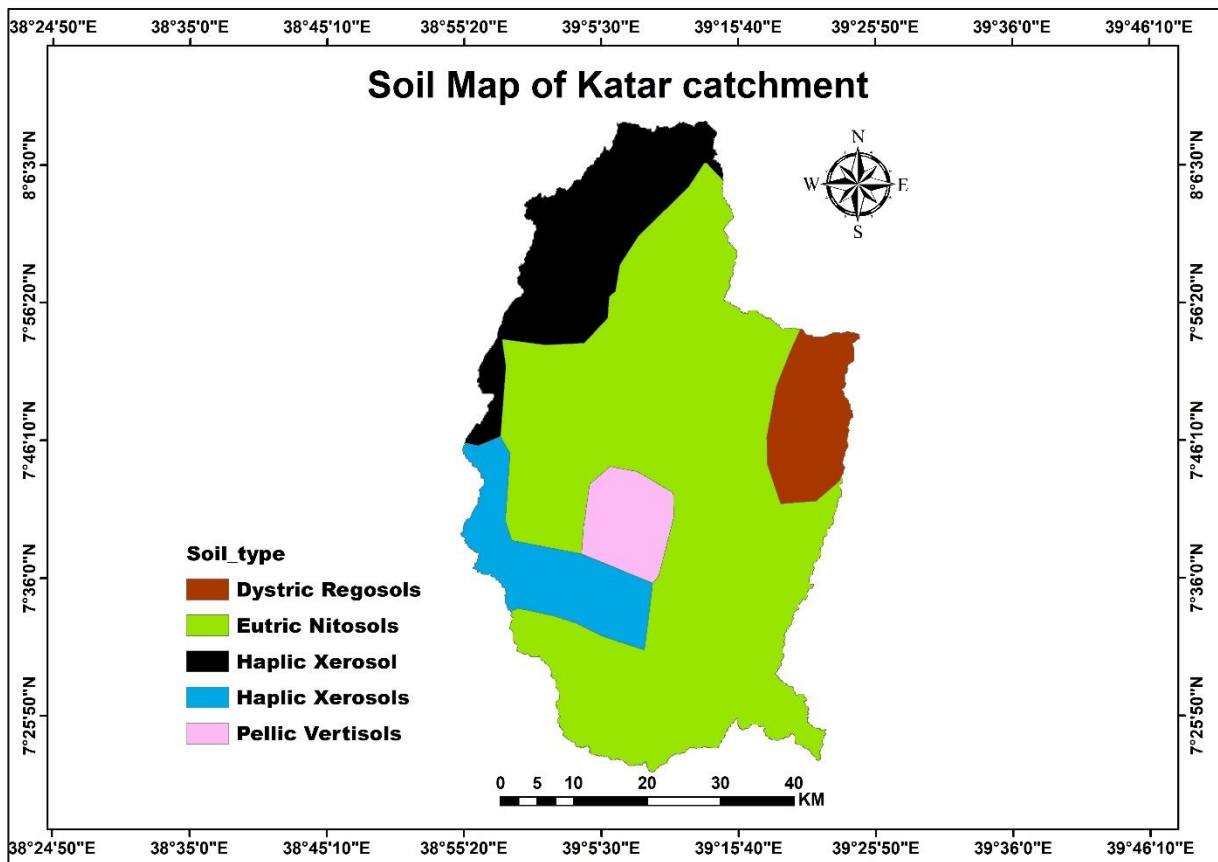 38°24'50"E 38°35'0"E 38°45'10"E 38°55'20"E 39°5'30"E 39°15'40"E 39°25'50"E 39°36'0"E 39°46'10"E
Soil Map of Katar catchment
N
W E
S
8°6'30"N 8°6'30"N
7°56'20"N 7°56'20"N
7°46'10"N 7°46'10"N
7°36'0"N 7°36'0"N
7°25'50"N 7°25'50"N
Soil_type
Dystric Regosols
Eutric Nitosols
Haplic Xerosol
Haplic Xerosols
Pellic Vertisols
0 5 10 20 30 40
KM
38°24'50"E 38°35'0"E 38°45'10"E 38°55'20"E 39°5'30"E 39°15'40"E 39°25'50"E 39°36'0"E 39°46'10"E